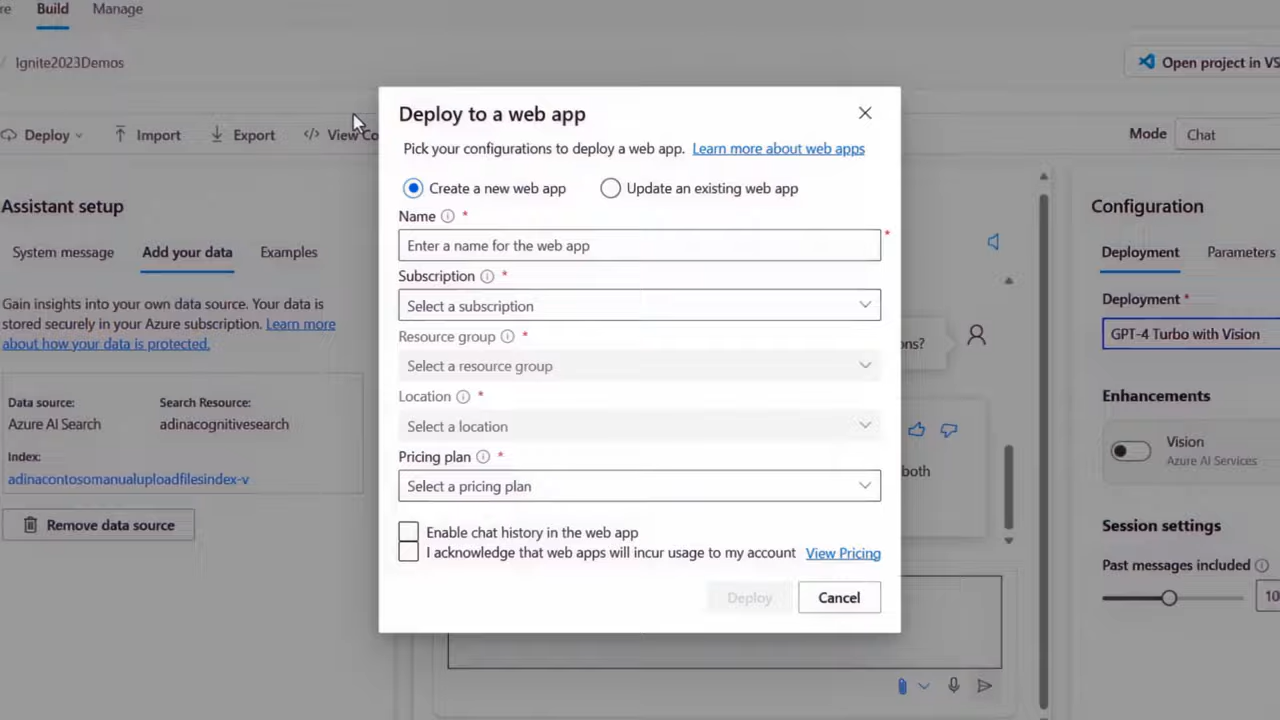 Build
Manage
Ignite2023Demos
Open project in VS
Deploy
Import
Export
View Co
Mode
Chat
Assistant setup
System message
Add your data
Examples
Gain insights into your own data source. Your data is
stored securely in your Azure subscription. Learn more
about how your data is protected.
Data source:
Search Resource:
Azure AI Search
adinacognitivesearch
Index:
adinacontosomanualuploadfilesindex-v
Remove data source
Deploy to a web app
Pick your configurations to deploy a web app. Learn more about web apps
Create a new web app
Update an existing web app
Name *
Enter a name for the web app
*
Subscription *
Select a subscription
Resource group *
Select a resource group
Location *
Select a location
Pricing plan *
Select a pricing plan
Enable chat history in the web app
I acknowledge that web apps will incur usage to my account View Pricing
Deploy
Cancel
ons?
both
Configuration
Deployment
Parameters
Deployment *
GPT-4 Turbo with Vision
Enhancements
Vision
Azure AI Services
Session settings
Past messages included
10